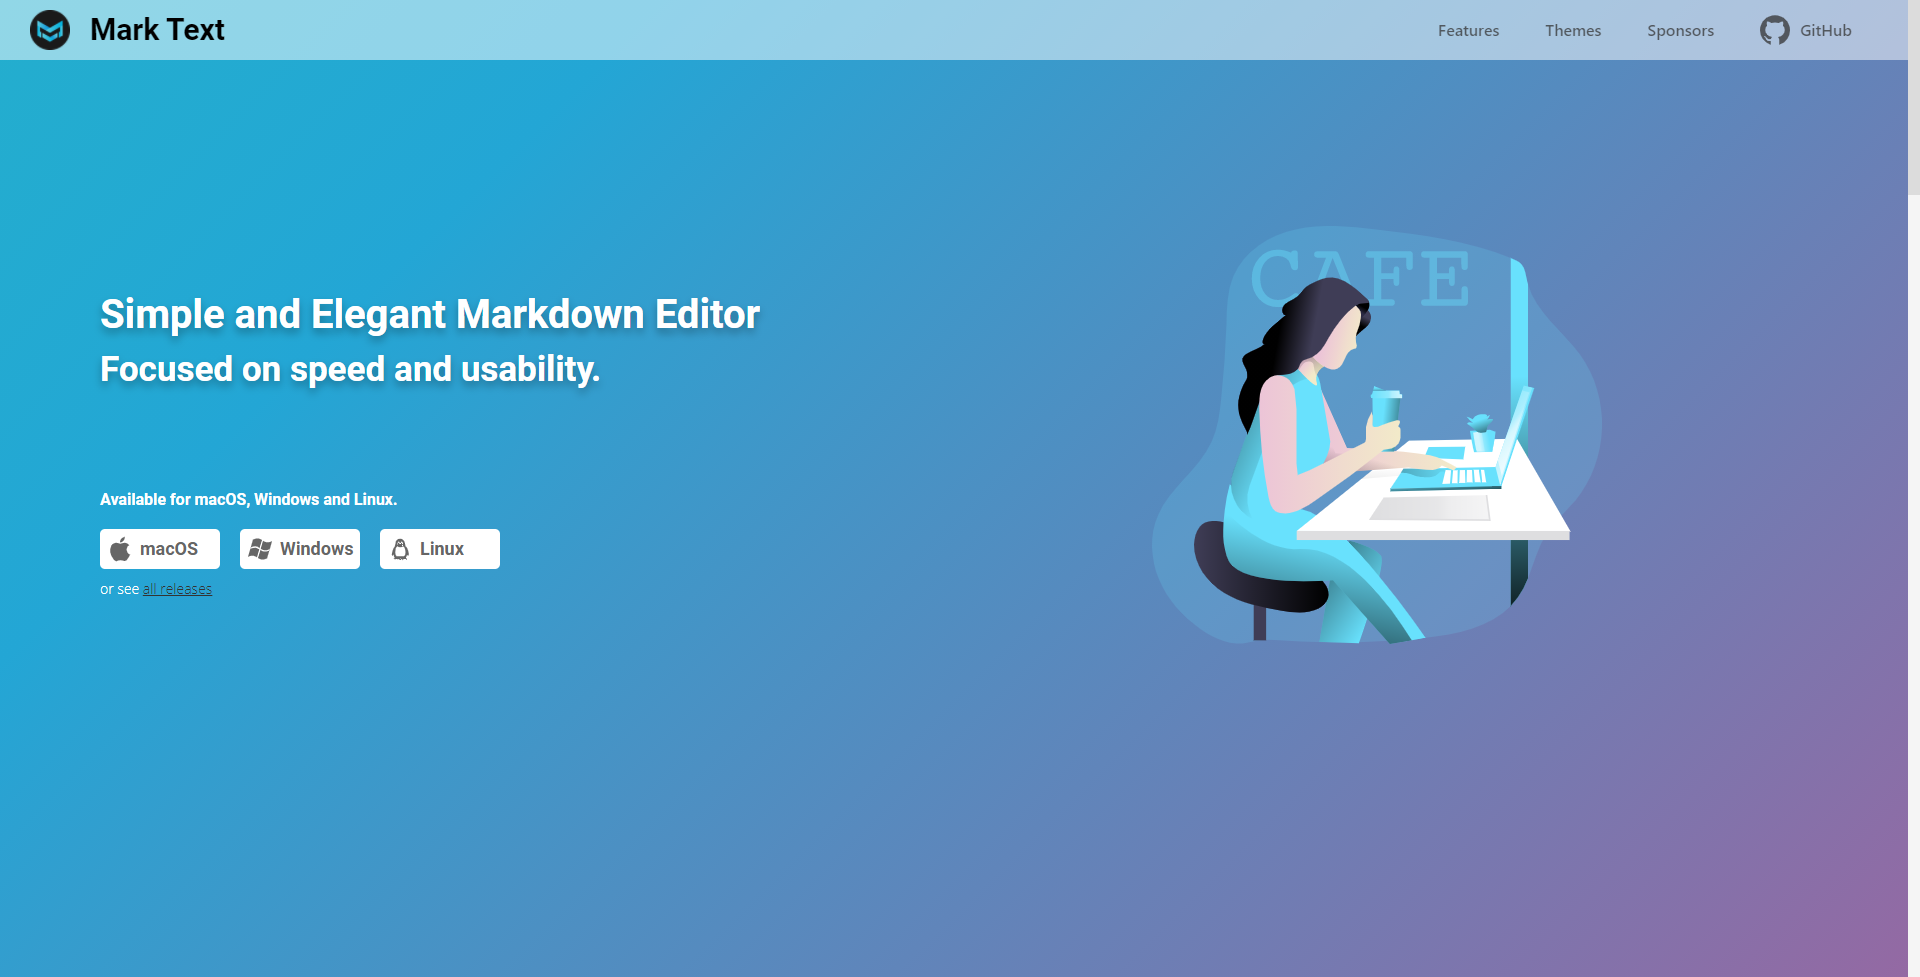 Mark Text
Features
Themes
Sponsors
GitHub
CAFE
Simple and Elegant Markdown Editor
Focused on speed and usability.
Available for macOS, Windows and Linux.
macOS
Windows
Linux
or see all releases